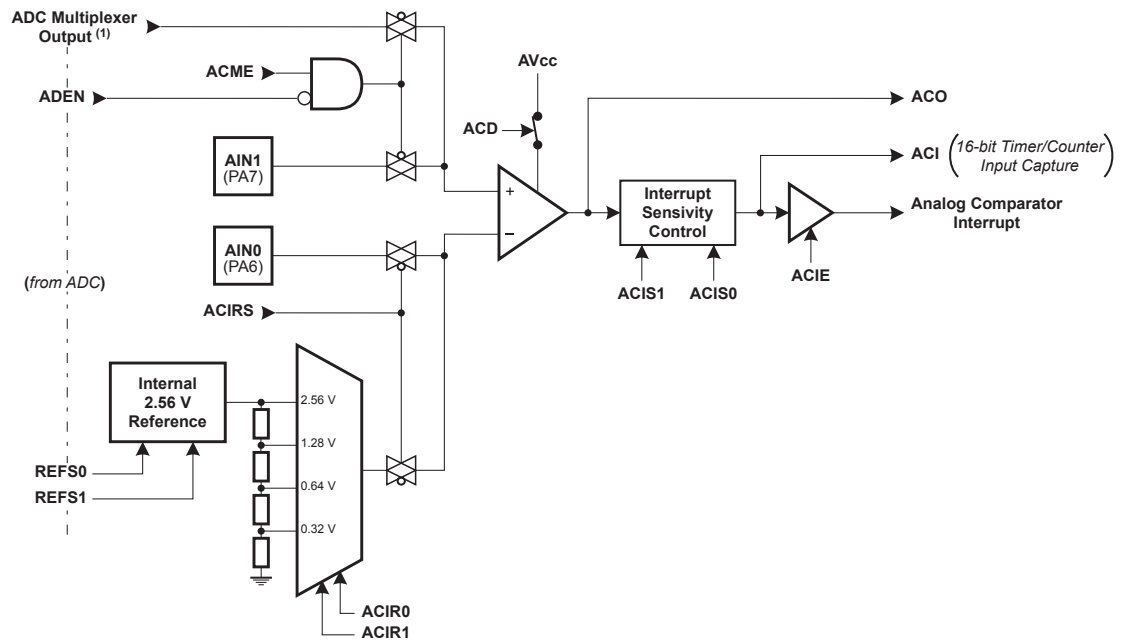 ADC Multiplexer
Output (1)
ACME
ADEN
AIN1
(PA7)
AIN0
(PA6)
(from ADC)
ACIRS
Internal
2.56 V
Reference
REFS0
REFS1
2.56 V
1.28 V
0.64 V
0.32 V
ACIR0
ACIR1
AVcc
ACD
+
–
Interrupt
Sensivity
Control
ACIS1
ACIS0
ACIE
ACO
ACI (16-bit Timer/Counter
Input Capture)
Analog Comparator
Interrupt